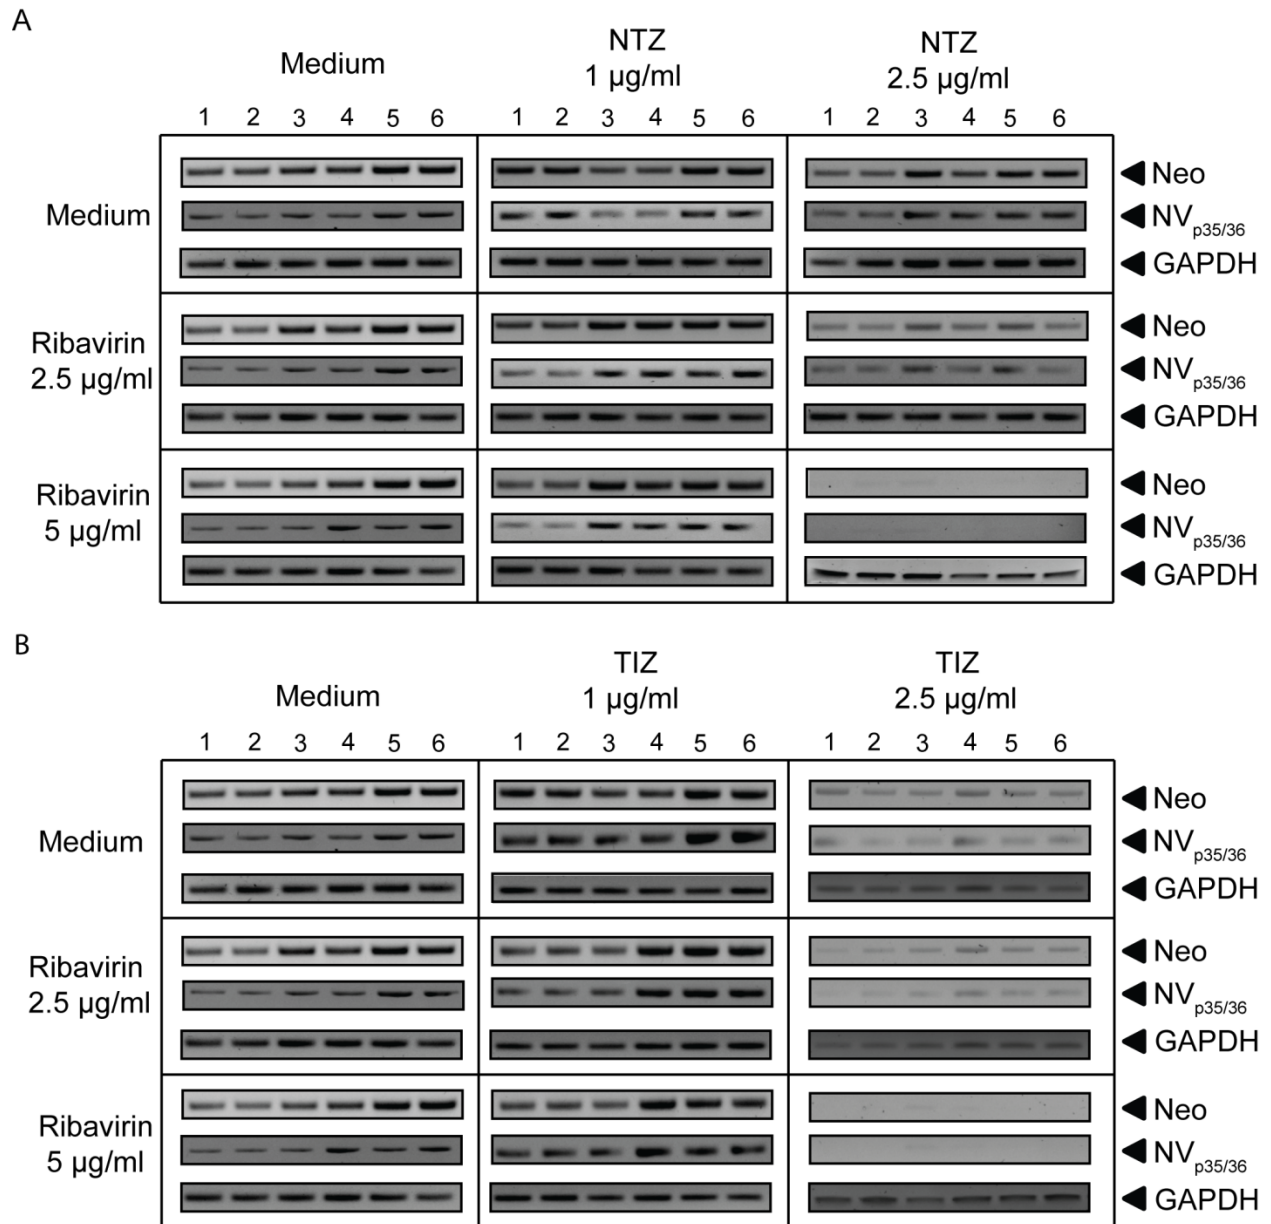 A
Medium
NTZ
1 µg/ml
NTZ
2.5 µg/ml
1 2 3 4 5 6
1 2 3 4 5 6
1 2 3 4 5 6
Medium
Neo
NVp35/36
GAPDH
Ribavirin
2.5 µg/ml
Neo
NVp35/36
GAPDH
Ribavirin
5 µg/ml
Neo
NVp35/36
GAPDH
B
Medium
TIZ
1 µg/ml
TIZ
2.5 µg/ml
1 2 3 4 5 6
1 2 3 4 5 6
1 2 3 4 5 6
Medium
Neo
NVp35/36
GAPDH
Ribavirin
2.5 µg/ml
Neo
NVp35/36
GAPDH
Ribavirin
5 µg/ml
Neo
NVp35/36
GAPDH